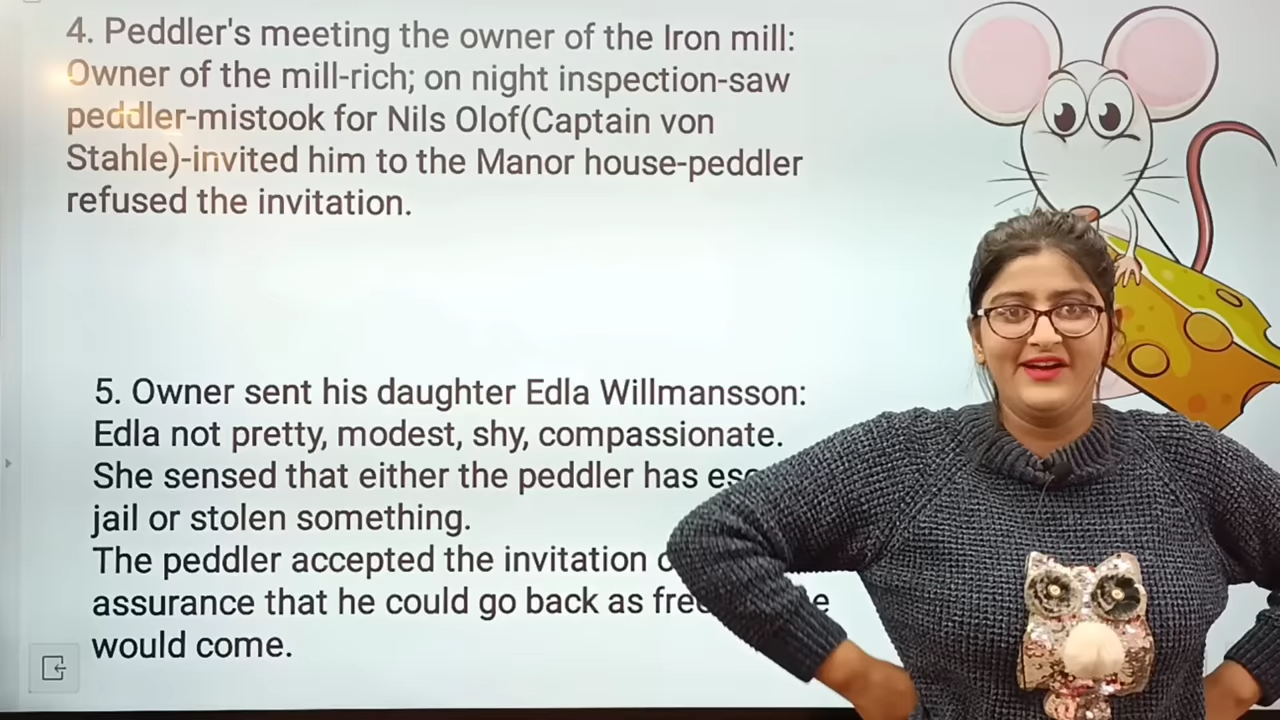 4. Peddler's meeting the owner of the Iron mill:
Owner of the mill-rich; on night inspection-saw
peddler-mistook for Nils Olof(Captain von
Stahle)-invited him to the Manor house-peddler
refused the invitation.
5. Owner sent his daughter Edla Willmansson:
Edla not pretty, modest, shy, compassionate.
She sensed that either the peddler has
jail or stolen something.
The peddler accepted the invitation
assurance that he could go back as
would come.